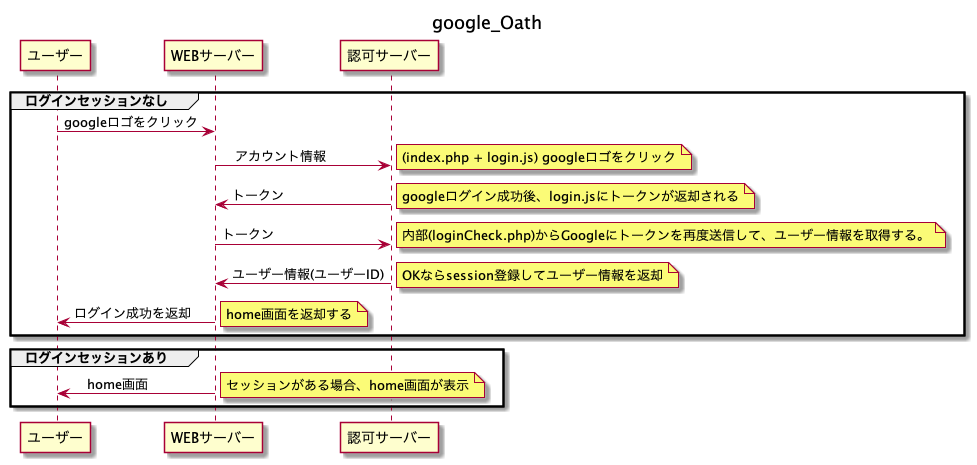 google_Oath
ユーザー WEBサーバー 認可サーバー
ログインセッションなし
googleロゴをクリック
アカウント情報 (index.php + login.js) googleロゴをクリック
トークン googleログイン成功後、login.jsにトークンが返却される
トークン 内部(loginCheck.php)からGoogleにトークンを再度送信して、ユーザー情報を取得する。
ユーザー情報(ユーザーID) OKならsession登録してユーザー情報を返却
ログイン成功を返却 home画面を返却する
ログインセッションあり
home画面 セッションがある場合、home画面が表示
ユーザー WEBサーバー 認可サーバー